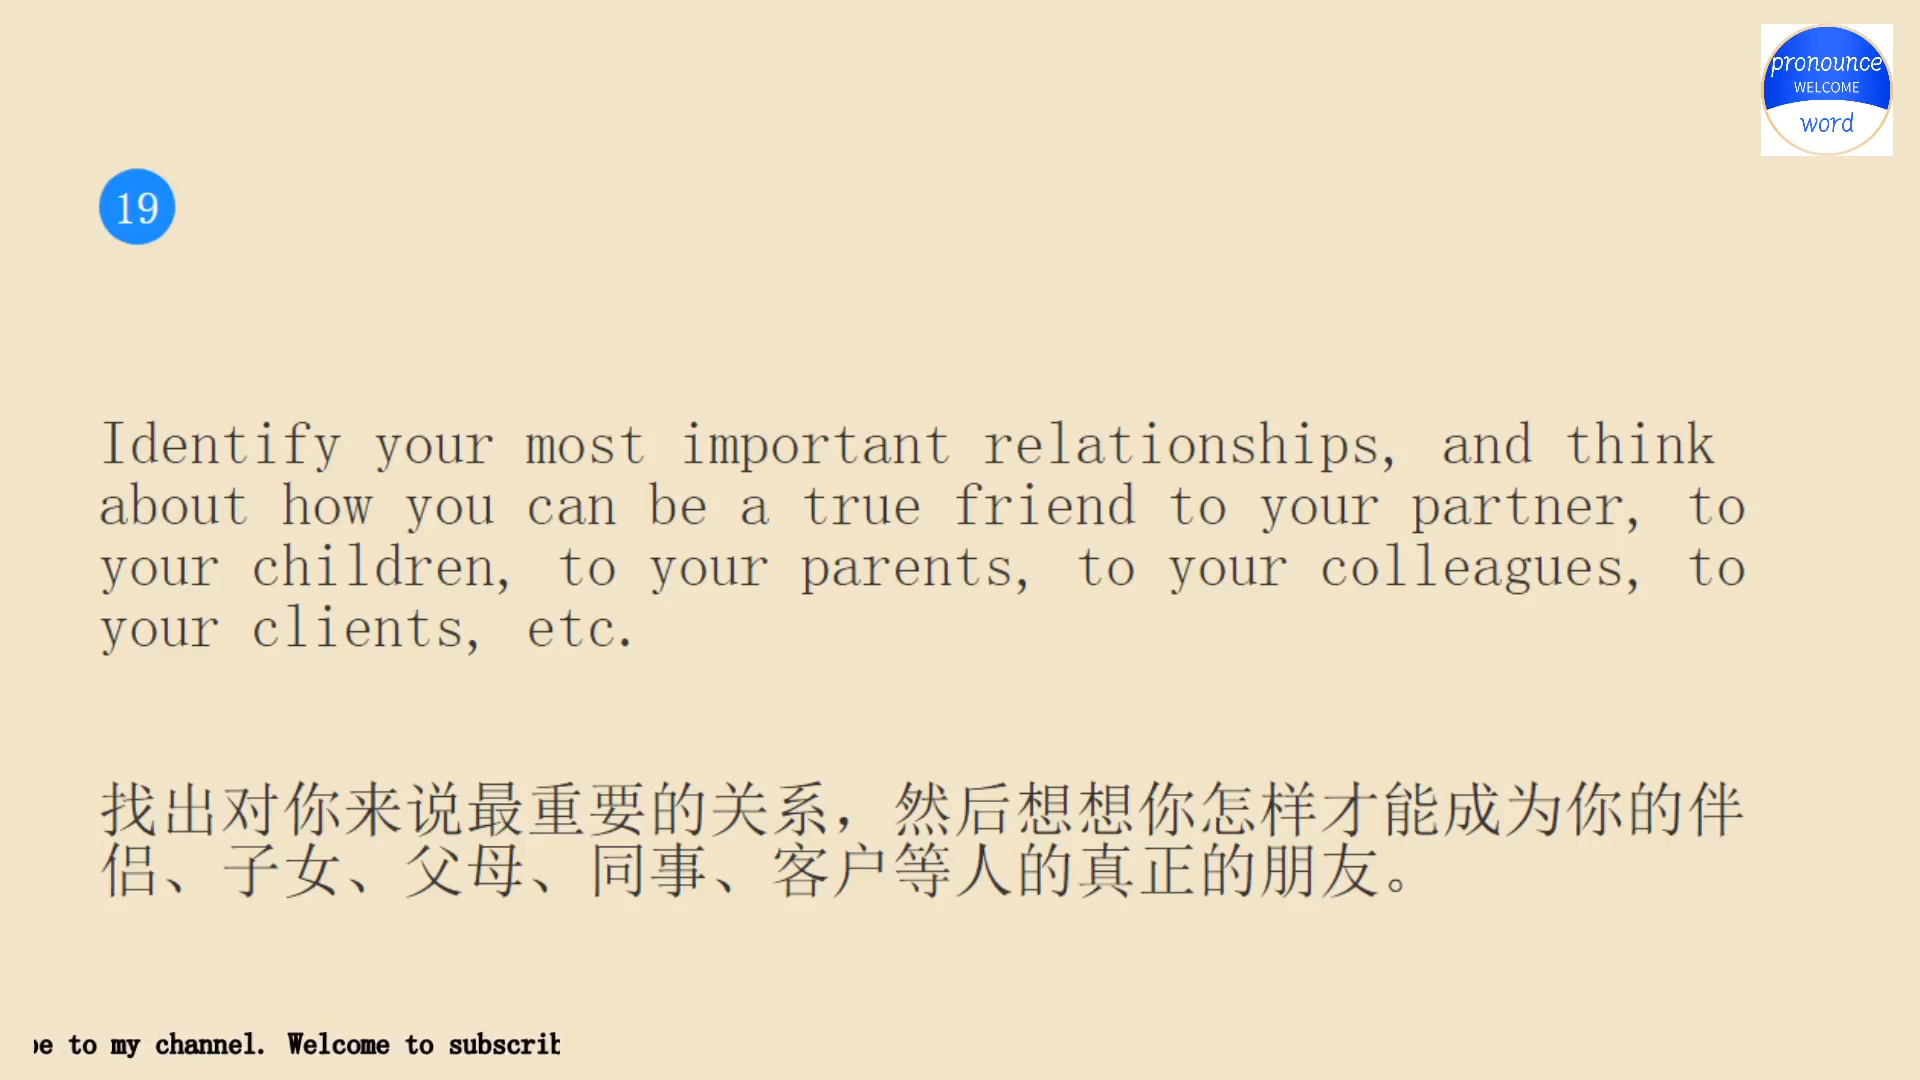 pronounce
WELCOME
word
19
Identify your most important relationships, and think
about how you can be a true friend to your partner, to
your children, to your parents, to your colleagues, to
your clients, etc.
找出对你来说最重要的关系，然后想想你怎样才能成为你的伴
侣、子女、父母、同事、客户等人的真正的朋友。
be to my channel. Welcome to subscrib